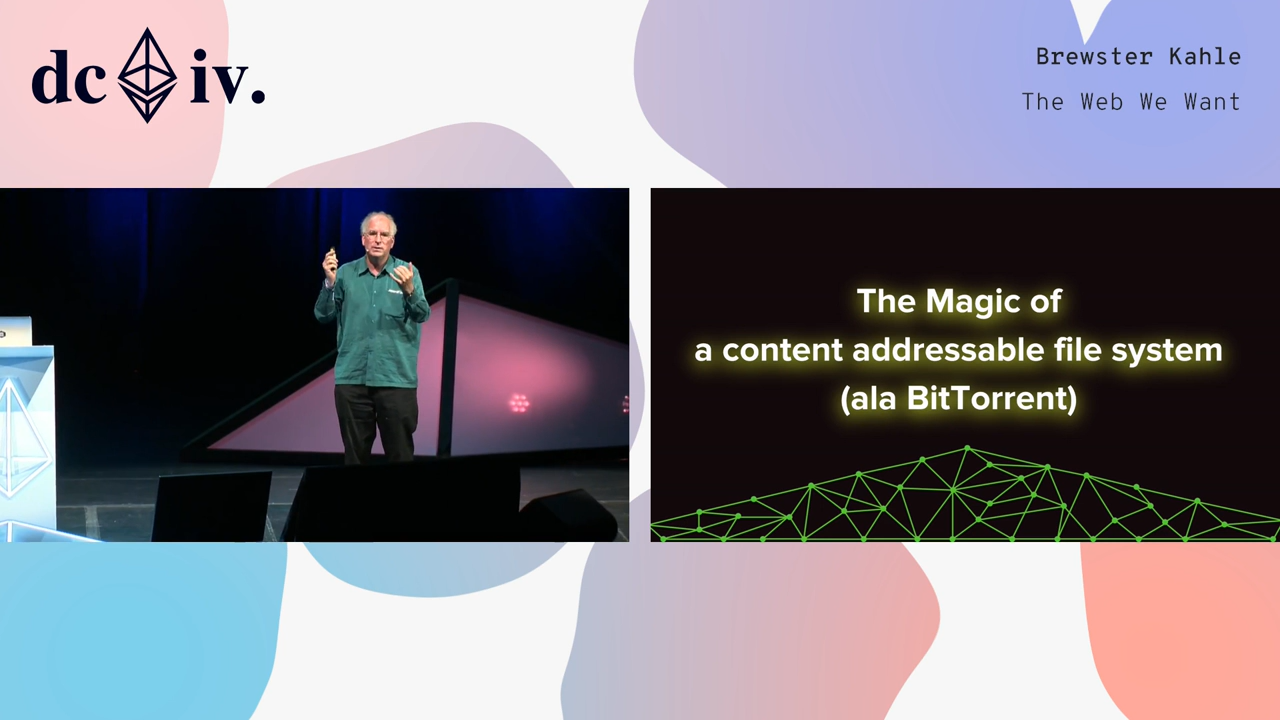 dc iv.
Brewster Kahle
The Web We Want
The Magic of
a content addressable file system
(ala BitTorrent)